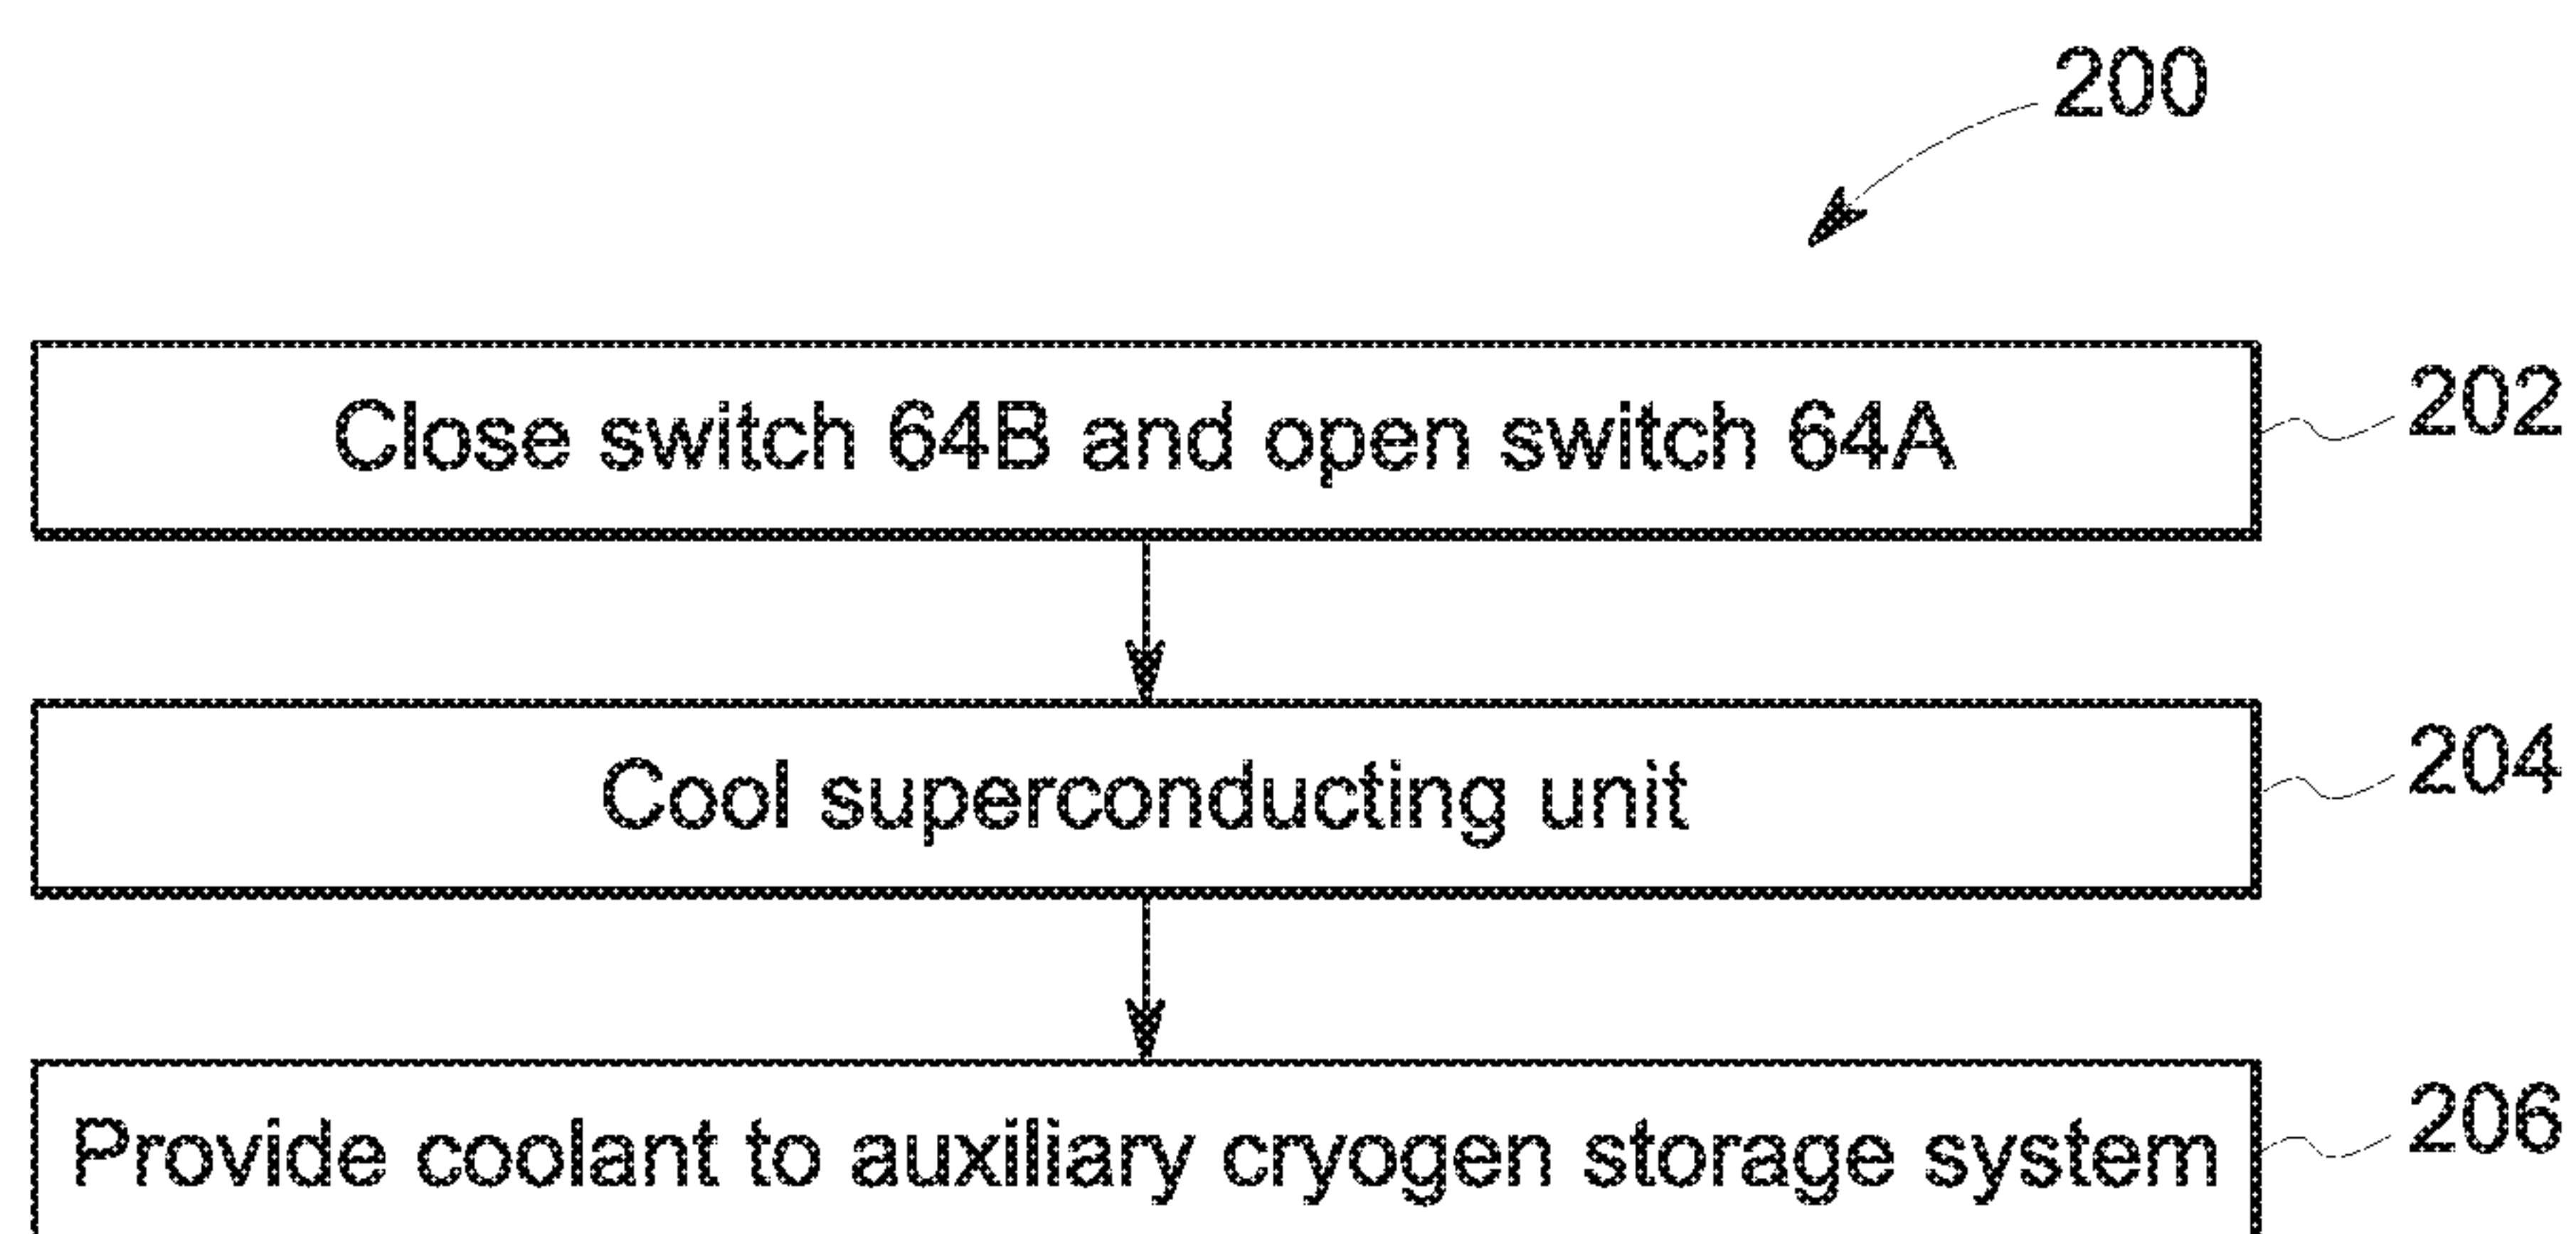 200
Close switch 64B and open switch 64A
202
Cool superconducting unit
204
Provide coolant to auxiliary cryogen storage system
206